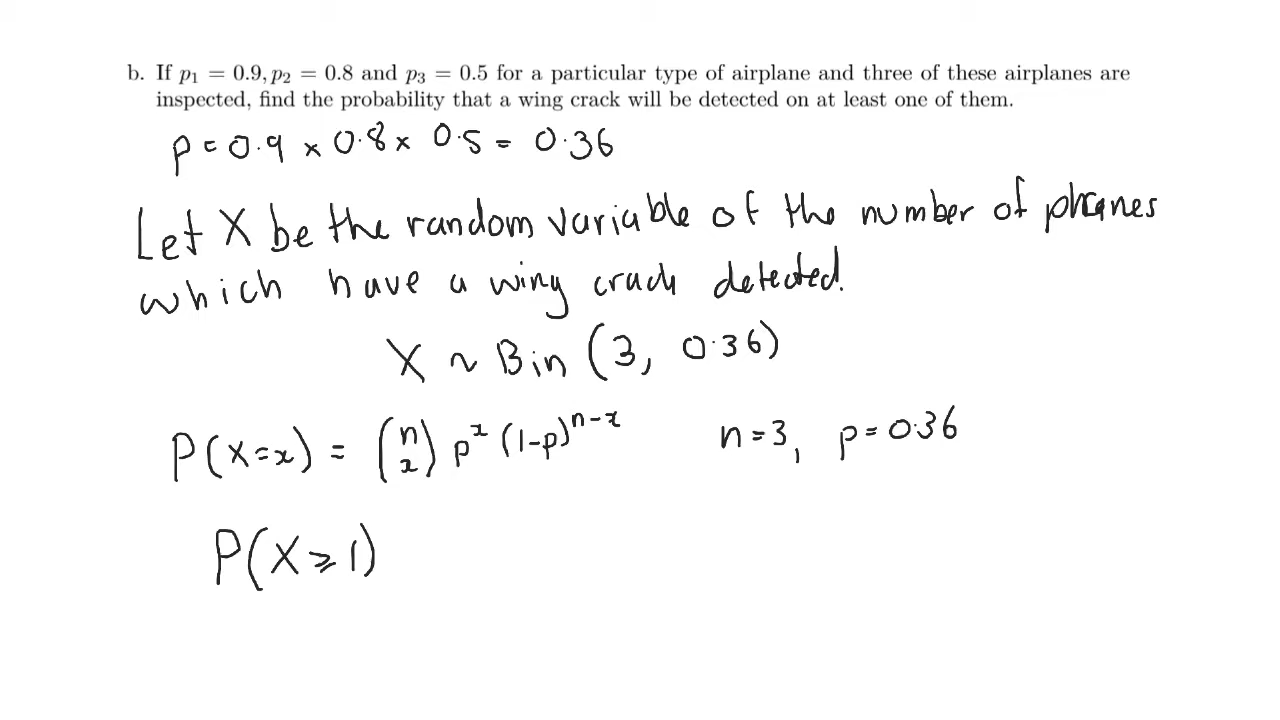 b. If p₁ = 0.9, p₂ = 0.8 and p₃ = 0.5 for a particular type of airplane and three of these airplanes are
inspected, find the probability that a wing crack will be detected on at least one of them.
p = 0.9 × 0.8 × 0.5 = 0.36
Let X be the random variable of the number of planes
which have a wing crack detected.
X ~ Bin (3, 0.36)
P(X=x) = (n x) pˣ (1-p)ⁿ⁻ˣ n=3, p=0.36
P(X⩾1)